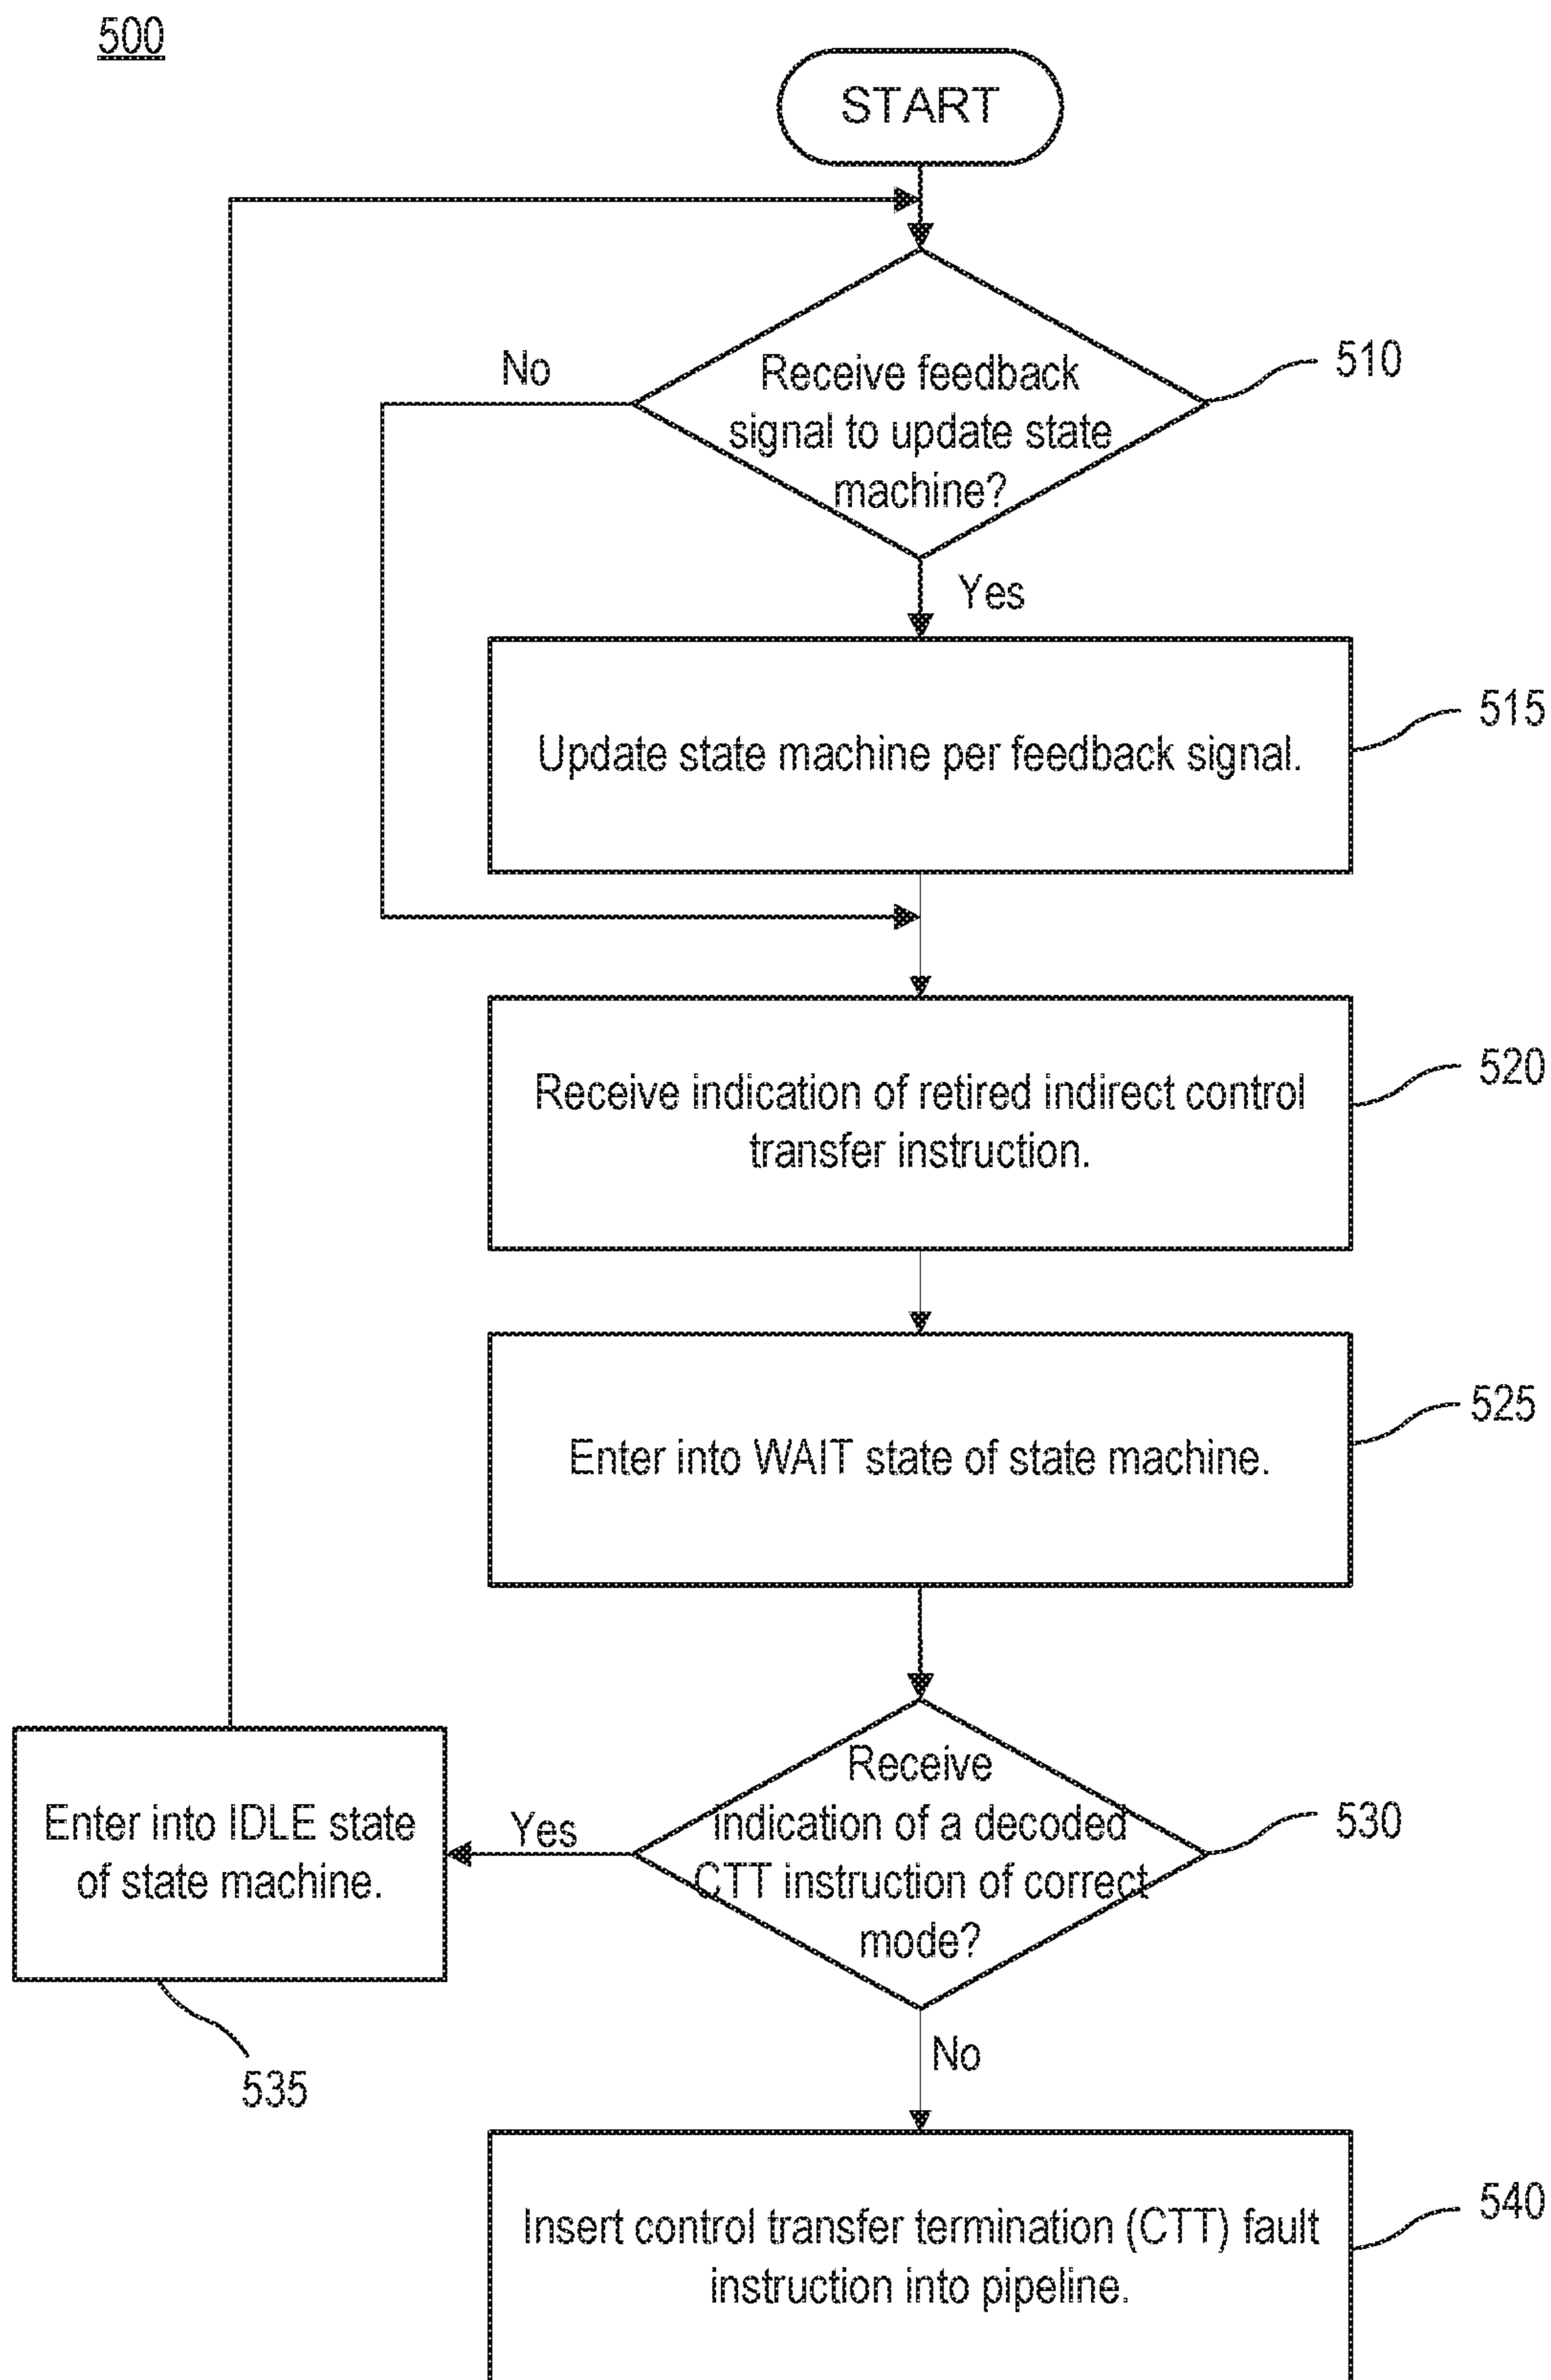 500
START
No
Receive feedback
signal to update state
machine?
510
Yes
Update state machine per feedback signal.
515
Receive indication of retired indirect control
transfer instruction.
520
Enter into WAIT state of state machine.
525
Receive
indication of a decoded
CTT instruction of correct
mode?
530
Yes
Enter into IDLE state
of state machine.
535
No
Insert control transfer termination (CTT) fault
instruction into pipeline.
540